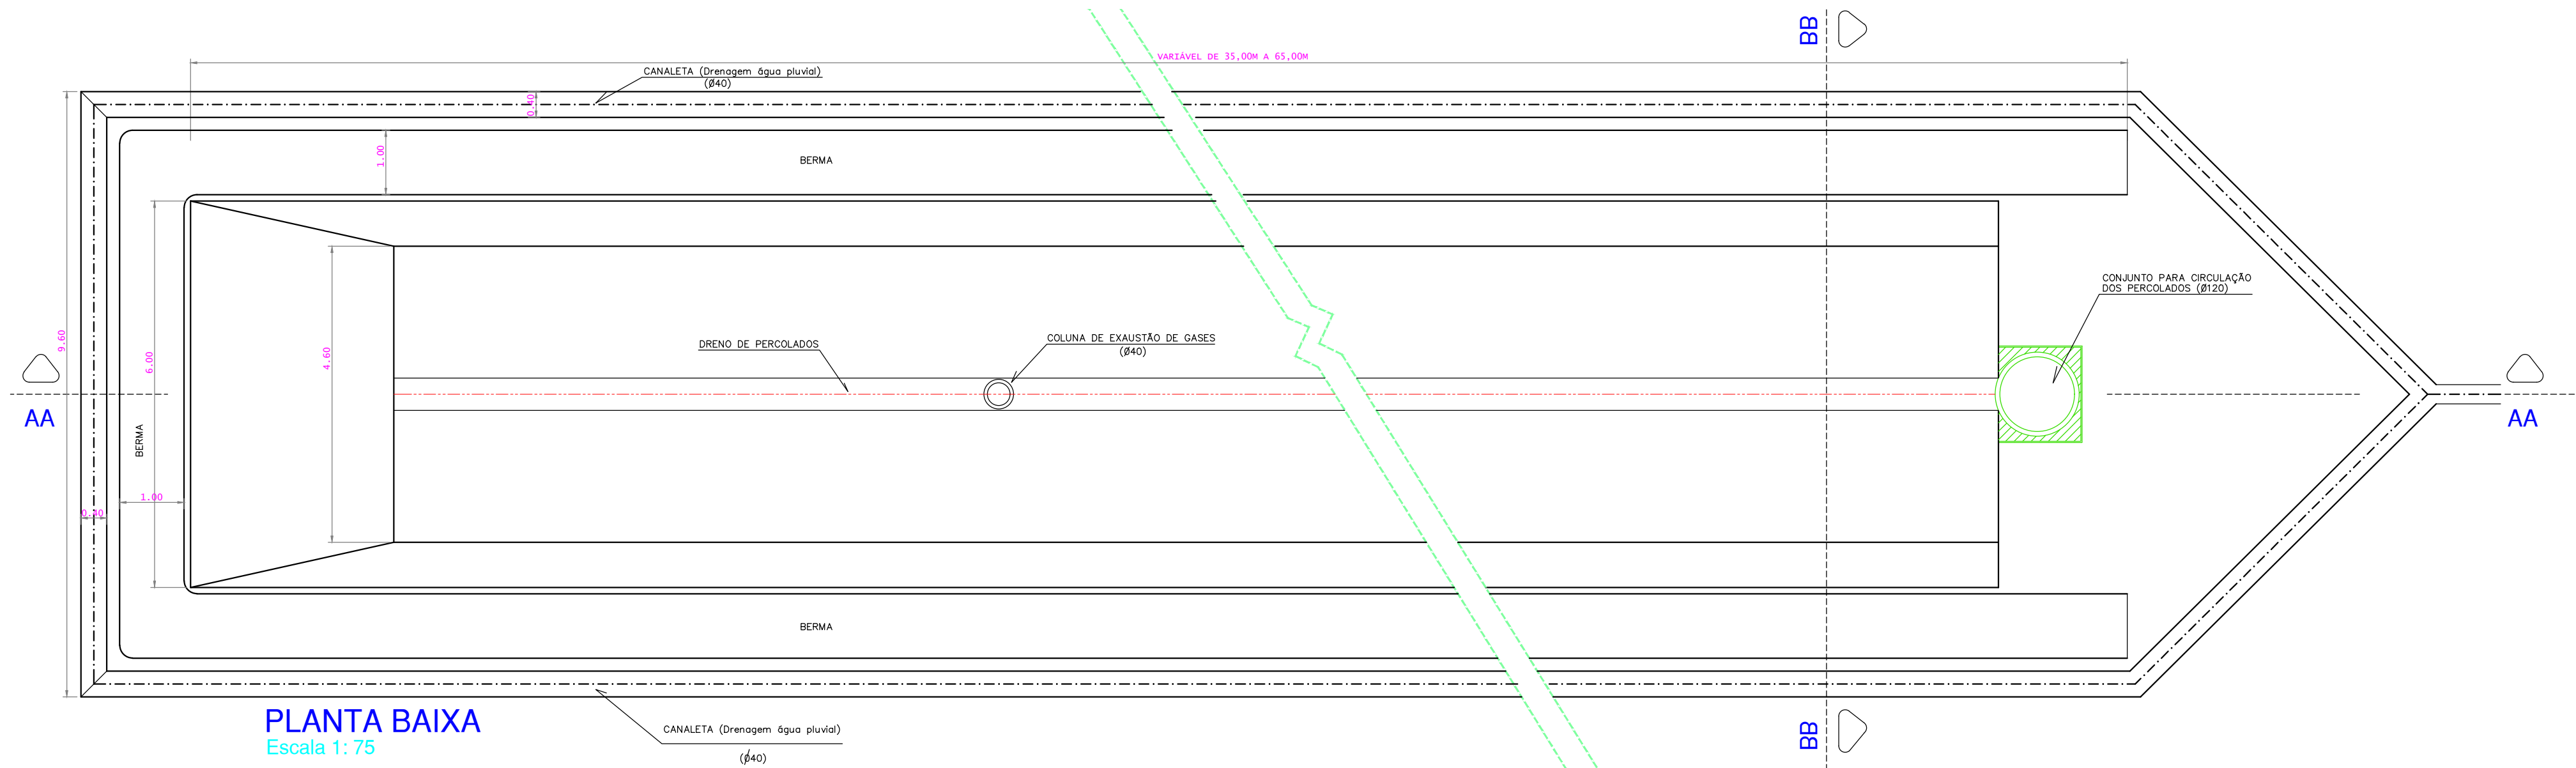 BB
VARIÁVEL DE 35,00M A 65,00M
CANALETA (Drenagem água pluvial)
(Ø40)
0.40
1.00
BERMA
9.60
6.00
4.60
DRENO DE PERCOLADOS
COLUNA DE EXAUSTÃO DE GASES
(Ø40)
CONJUNTO PARA CIRCULAÇÃO
DOS PERCOLADOS (Ø120)
AA
AA
BERMA
1.00
0.40
BERMA
PLANTA BAIXA
Escala 1: 75
CANALETA (Drenagem água pluvial)
(Ø40)
BB